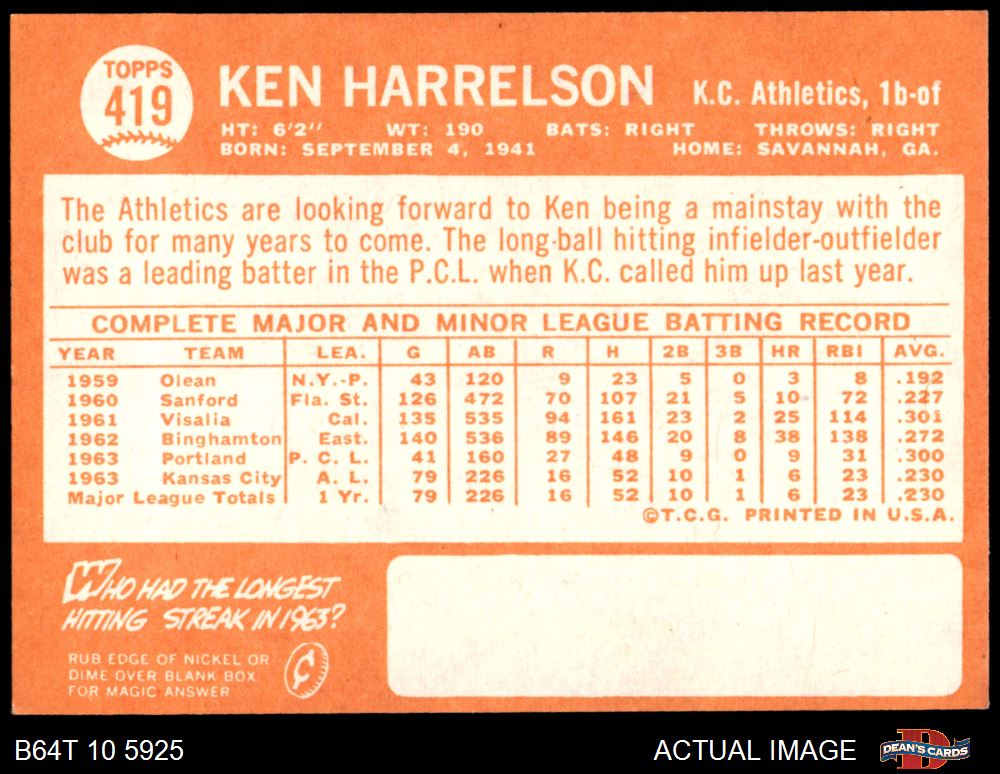 TOPPS
419
KEN HARRELSON K.C. Athletics, 1b-of
HT: 6'2" WT: 190 BATS: RIGHT THROWS: RIGHT
BORN: SEPTEMBER 4, 1941 HOME: SAVANNAH, GA.
The Athletics are looking forward to Ken being a mainstay with the
club for many years to come. The long-ball hitting infielder-outfielder
was a leading batter in the P.C.L. when K.C. called him up last year.
COMPLETE MAJOR AND MINOR LEAGUE BATTING RECORD
YEAR TEAM LEA. G AB R H 2B 3B HR RBI AVG.
1959 Olean N.Y.-P. 43 120 9 23 5 0 3 8 .192
1960 Sanford Fla. St. 126 472 70 107 21 5 10 72 .227
1961 Visalia Cal. 135 535 94 161 23 2 25 114 .301
1962 Binghamton East. 140 536 89 146 20 8 38 138 .272
1963 Portland P. C. L. 41 160 27 48 9 0 9 31 .300
1963 Kansas City A. L. 79 226 16 52 10 1 6 23 .230
Major League Totals 1 Yr. 79 226 16 52 10 1 6 23 .230
©T.C.G. PRINTED IN U.S.A.
WHO HAD THE LONGEST
HITTING STREAK IN 1963?
RUB EDGE OF NICKEL OR
DIME OVER BLANK BOX
FOR MAGIC ANSWER
¢
B64T 10 5925 ACTUAL IMAGE
D
DEAN'S CARDS